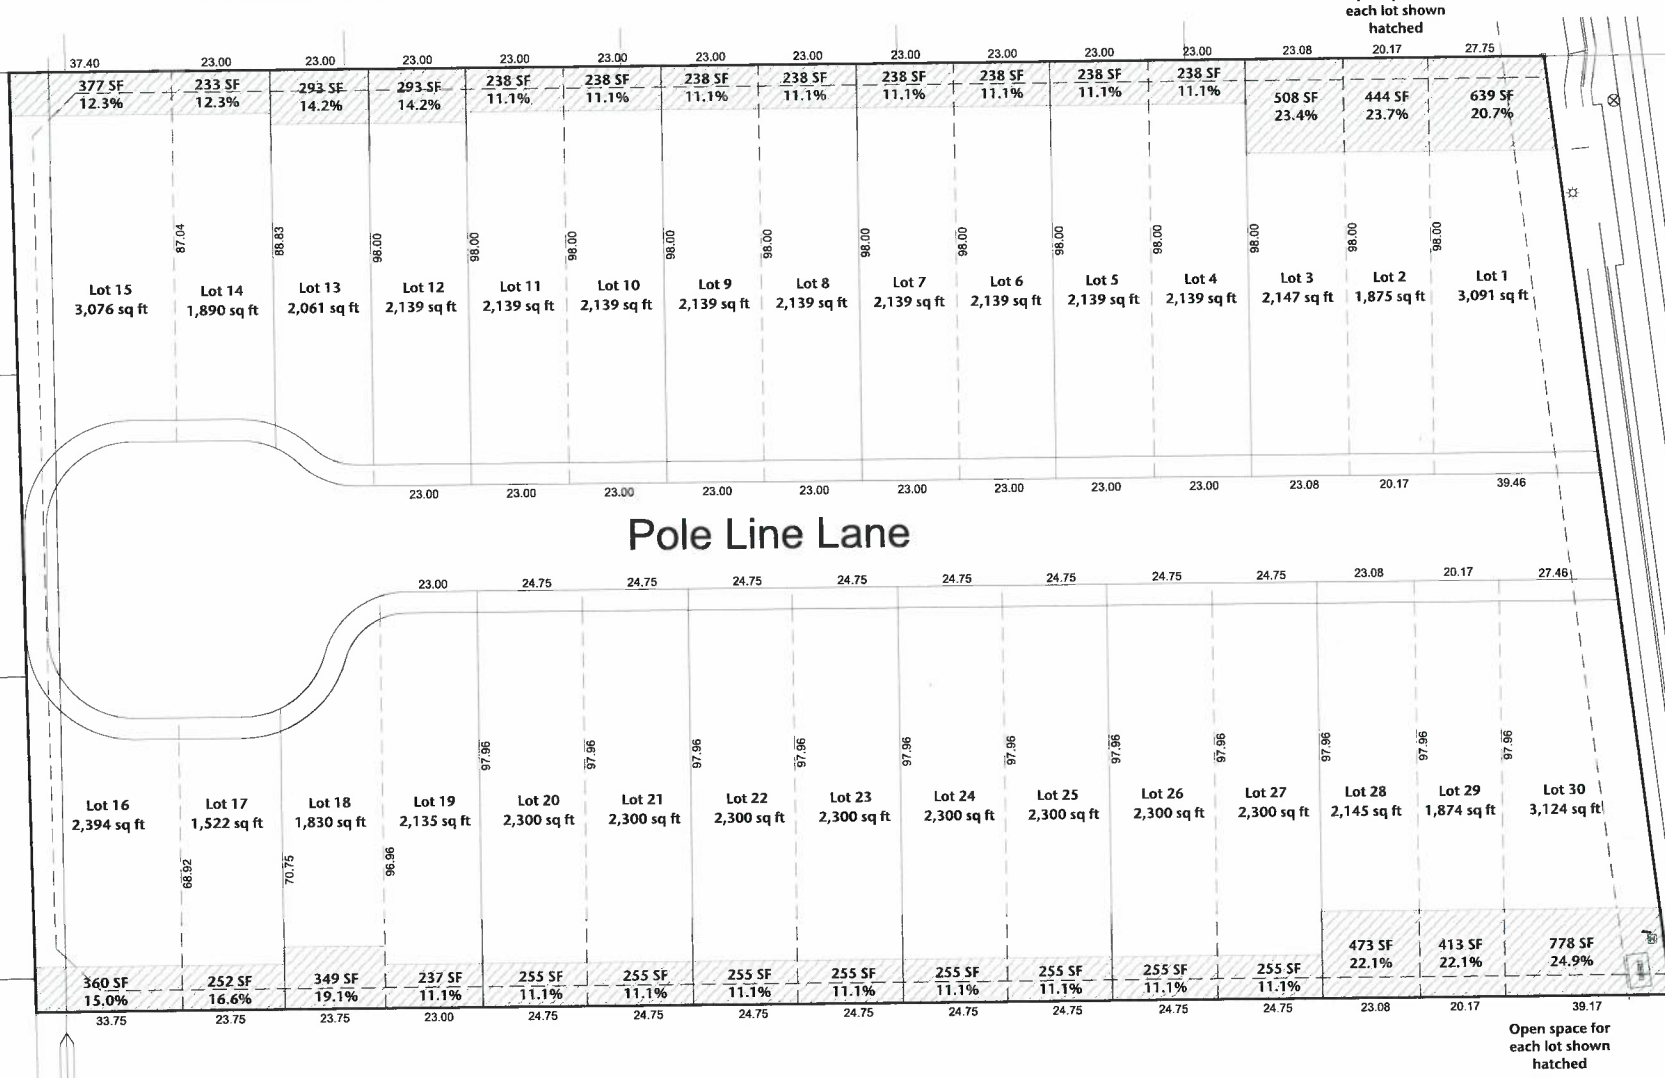 each lot shown
hatched
37.40 23.00 23.00 23.00 23.00 23.00 23.00 23.00 23.00 23.00 23.00 23.00 23.08 20.17 27.75
377 SF 233 SF 293 SF 293 SF 238 SF 238 SF 238 SF 238 SF 238 SF 238 SF 238 SF 238 SF 508 SF 444 SF 639 SF
12.3% 12.3% 14.2% 14.2% 11.1% 11.1% 11.1% 11.1% 11.1% 11.1% 11.1% 11.1% 23.4% 23.7% 20.7%
87.04 88.83 98.00 98.00 98.00 98.00 98.00 98.00 98.00 98.00 98.00 98.00 98.00 98.00
Lot 15 Lot 14 Lot 13 Lot 12 Lot 11 Lot 10 Lot 9 Lot 8 Lot 7 Lot 6 Lot 5 Lot 4 Lot 3 Lot 2 Lot 1
3,076 sq ft 1,890 sq ft 2,061 sq ft 2,139 sq ft 2,139 sq ft 2,139 sq ft 2,139 sq ft 2,139 sq ft 2,139 sq ft 2,139 sq ft 2,139 sq ft 2,139 sq ft 2,147 sq ft 1,875 sq ft 3,091 sq ft
23.00 23.00 23.00 23.00 23.00 23.00 23.00 23.00 23.00 23.08 20.17 39.46
Pole Line Lane
23.00 24.75 24.75 24.75 24.75 24.75 24.75 24.75 24.75 23.08 20.17 27.46
97.96 97.96 97.96 97.96 97.96 97.96 97.96 97.96 97.96 97.96 97.96
Lot 16 Lot 17 Lot 18 Lot 19 Lot 20 Lot 21 Lot 22 Lot 23 Lot 24 Lot 25 Lot 26 Lot 27 Lot 28 Lot 29 Lot 30
2,394 sq ft 1,522 sq ft 1,830 sq ft 2,135 sq ft 2,300 sq ft 2,300 sq ft 2,300 sq ft 2,300 sq ft 2,300 sq ft 2,300 sq ft 2,300 sq ft 2,300 sq ft 2,145 sq ft 1,874 sq ft 3,124 sq ft
68.92 70.75 96.96
360 SF 252 SF 349 SF 237 SF 255 SF 255 SF 255 SF 255 SF 255 SF 255 SF 255 SF 255 SF 473 SF 413 SF 778 SF
15.0% 16.6% 19.1% 11.1% 11.1% 11.1% 11.1% 11.1% 11.1% 11.1% 11.1% 11.1% 22.1% 22.1% 24.9%
33.75 23.75 23.75 23.00 24.75 24.75 24.75 24.75 24.75 24.75 24.75 24.75 23.08 20.17 39.17
Open space for
each lot shown
hatched